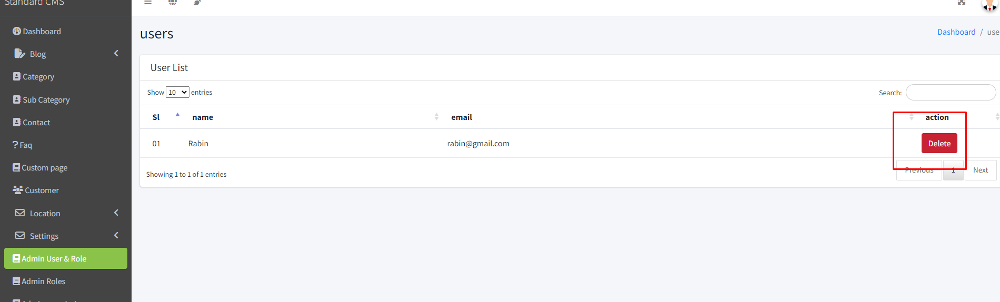 Standard CMS
Dashboard
Blog
Category
Sub Category
Contact
Faq
Custom page
Customer
Location
Settings
Admin User & Role
Admin Roles
users
Dashboard / use
User List
Show 10 entries
Search:
Sl name email action
01 Rabin rabin@gmail.com Delete
Showing 1 to 1 of 1 entries
Previous 1 Next